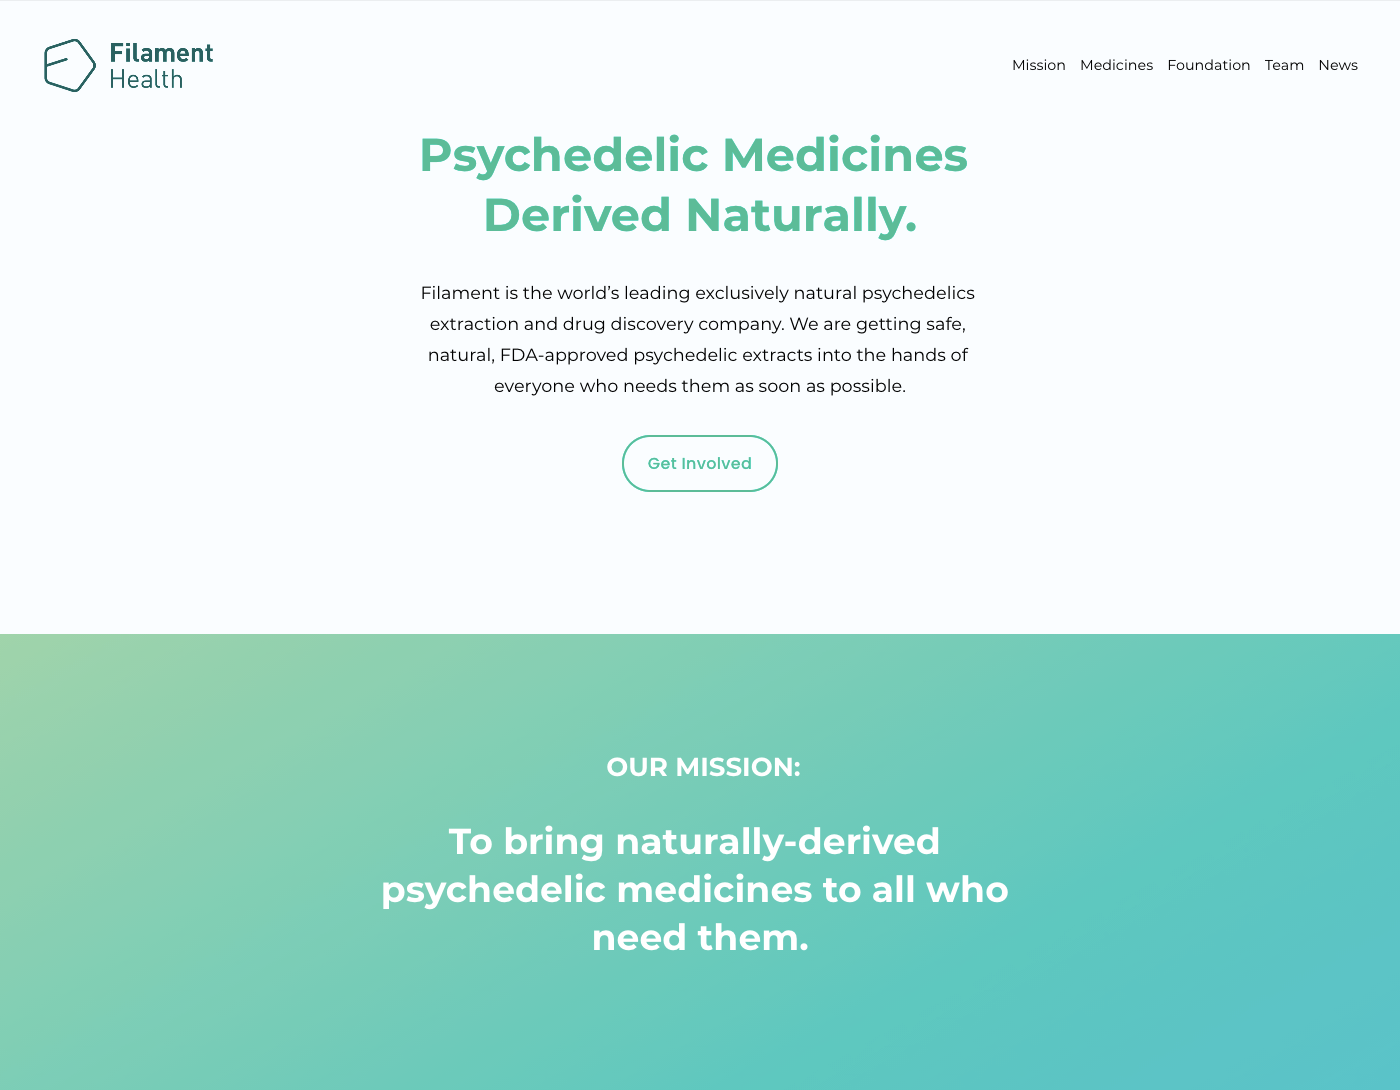 Filament
Health
Mission Medicines Foundation Team News
Psychedelic Medicines
Derived Naturally.
Filament is the world’s leading exclusively natural psychedelics
extraction and drug discovery company. We are getting safe,
natural, FDA-approved psychedelic extracts into the hands of
everyone who needs them as soon as possible.
Get Involved
OUR MISSION:
To bring naturally-derived
psychedelic medicines to all who
need them.